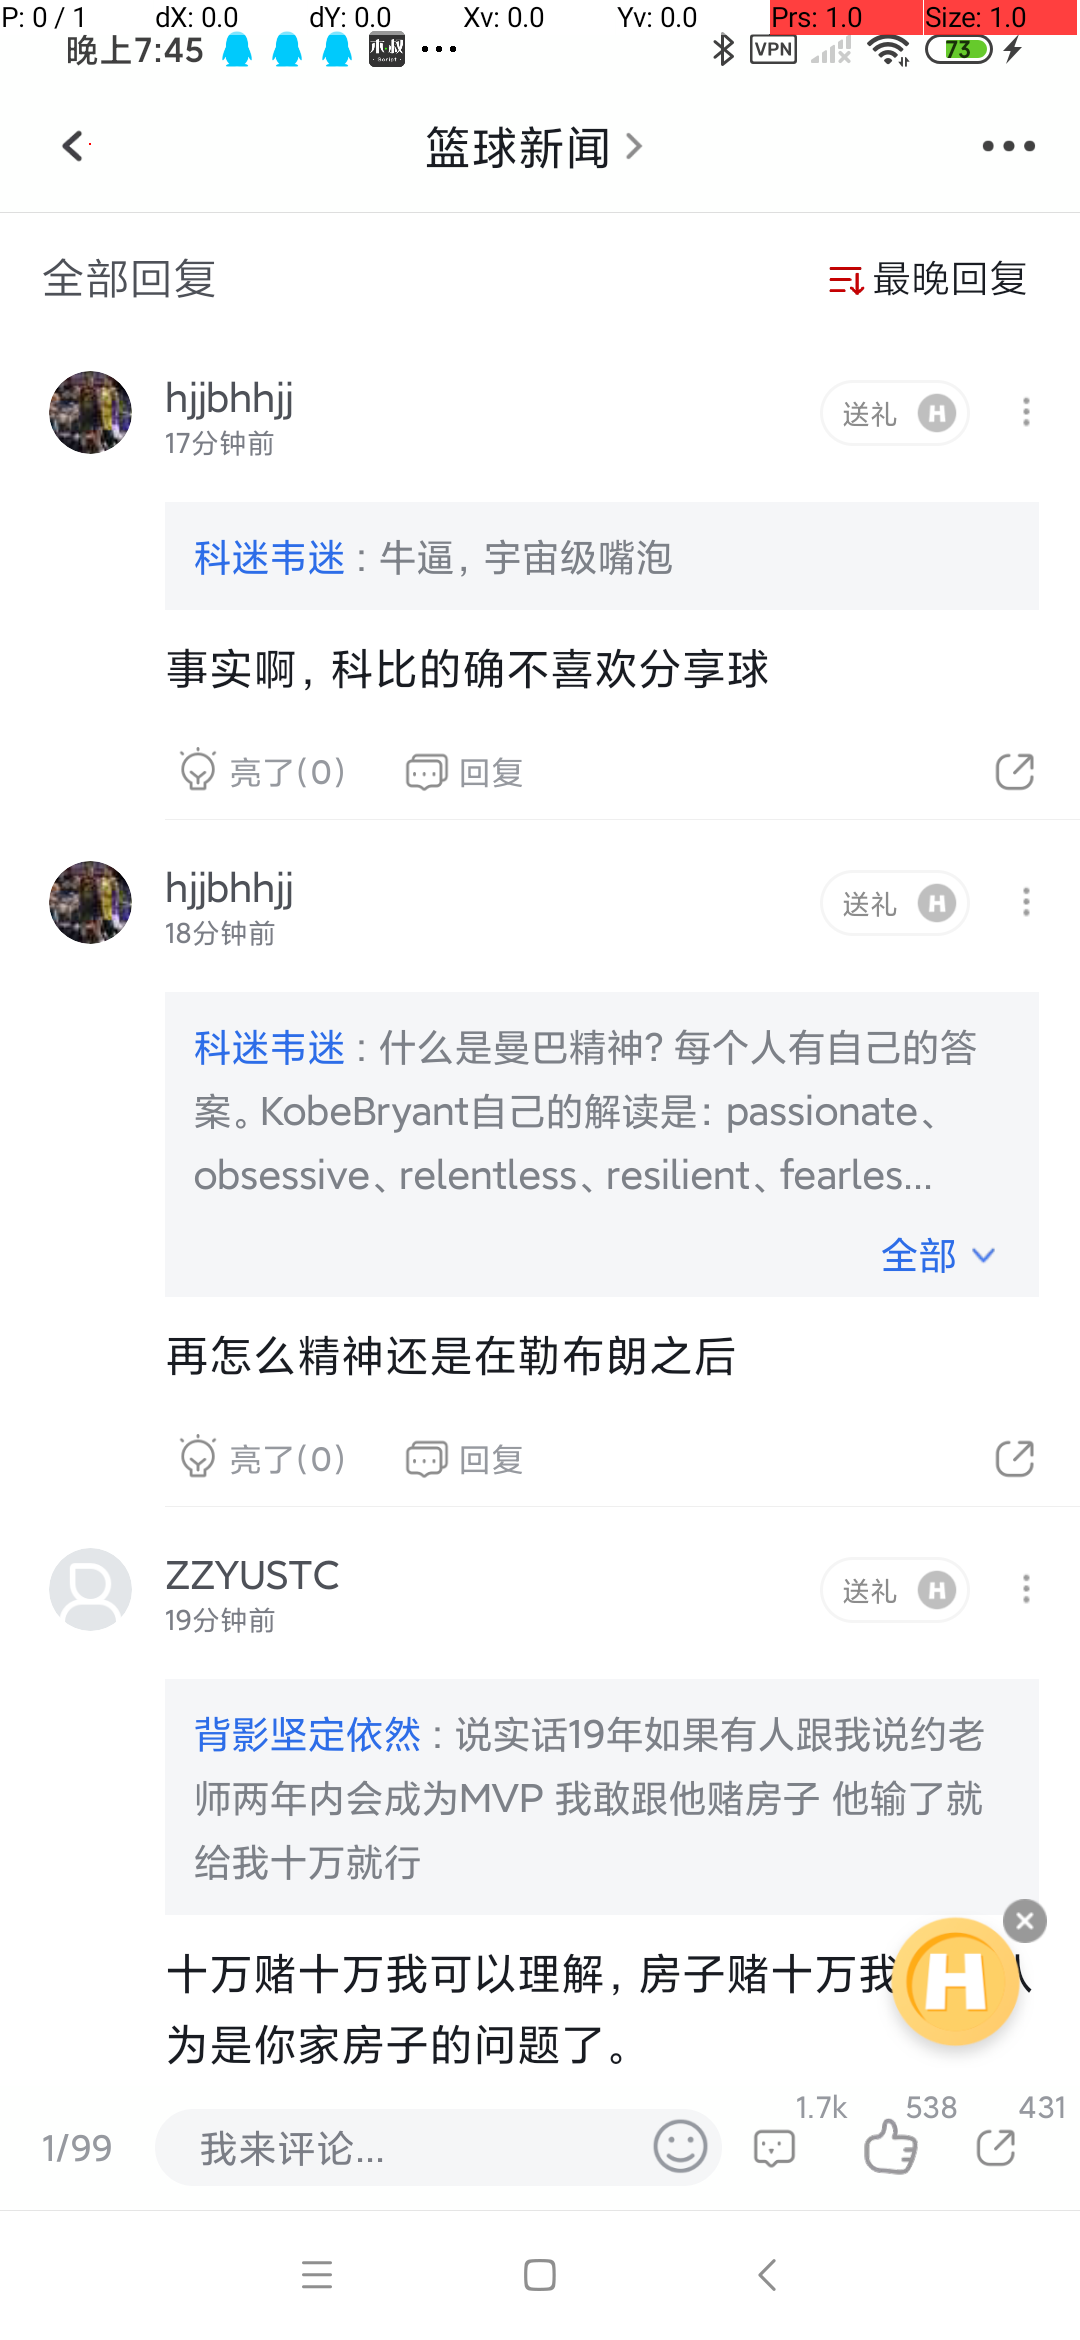 P: 0 / 1 dX: 0.0 dY: 0.0 Xv: 0.0 Yv: 0.0 Prs: 1.0 Size: 1.0
晚上7:45 木叔 Script ... VPN 73
篮球新闻
全部回复 最晚回复
hjjbhhjj 送礼 H
17分钟前
科迷韦迷：牛逼，宇宙级嘴泡
事实啊，科比的确不喜欢分享球
亮了(0) 回复
hjjbhhjj 送礼 H
18分钟前
科迷韦迷：什么是曼巴精神？每个人有自己的答
案。KobeBryant自己的解读是：passionate、
obsessive、relentless、resilient、fearles...
全部
再怎么精神还是在勒布朗之后
亮了(0) 回复
ZZYUSTC 送礼 H
19分钟前
背影坚定依然：说实话19年如果有人跟我说约老
师两年内会成为MVP 我敢跟他赌房子 他输了就
给我十万就行
十万赌十万我可以理解，房子赌十万我
H
为是你家房子的问题了。
1/99 我来评论... 1.7k 538 431